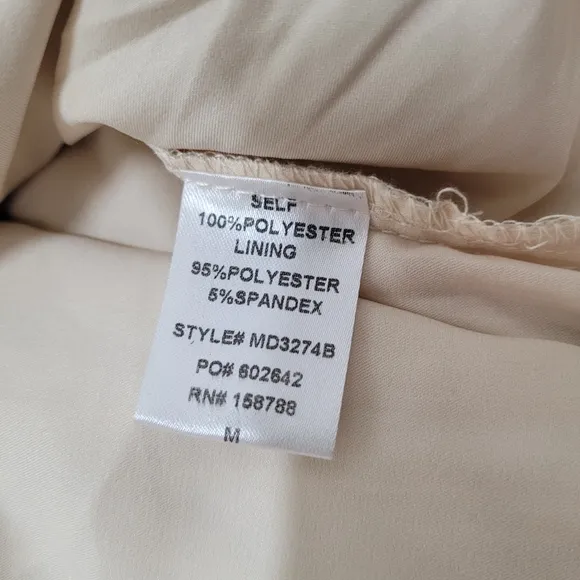 SELF
100%POLYESTER
LINING
95%POLYESTER
5%SPANDEX
STYLE# MD3274B
PO# 602642
RN# 158788
M